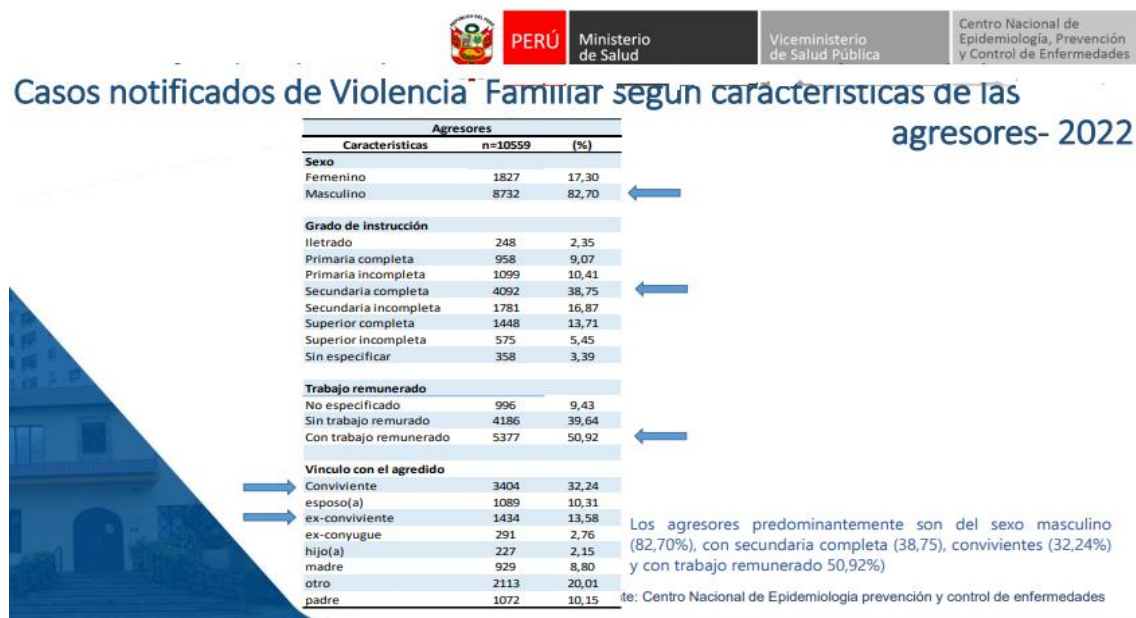 PERÚ
Ministerio
de Salud
Viceministerio
de Salud Pública
Centro Nacional de
Epidemiología, Prevención
y Control de Enfermedades
Casos notificados de Violencia Familiar según características de las
agresores- 2022
Agresores
Caracteristicas n=10559 (%)
Sexo
Femenino 1827 17,30
Masculino 8732 82,70
Grado de instrucción
Iletrado 248 2,35
Primaria completa 958 9,07
Primaria incompleta 1099 10,41
Secundaria completa 4092 38,75
Secundaria incompleta 1781 16,87
Superior completa 1448 13,71
Superior incompleta 575 5,45
Sin especificar 358 3,39
Trabajo remunerado
No especificado 996 9,43
Sin trabajo remurado 4186 39,64
Con trabajo remunerado 5377 50,92
Vinculo con el agredido
Conviviente 3404 32,24
esposo(a) 1089 10,31
ex-conviviente 1434 13,58
ex-conyugue 291 2,76
hijo(a) 227 2,15
madre 929 8,80
otro 2113 20,01
padre 1072 10,15
Los agresores predominantemente son del sexo masculino
(82,70%), con secundaria completa (38,75), convivientes (32,24%)
y con trabajo remunerado 50,92%)
te: Centro Nacional de Epidemiologia prevención y control de enfermedades